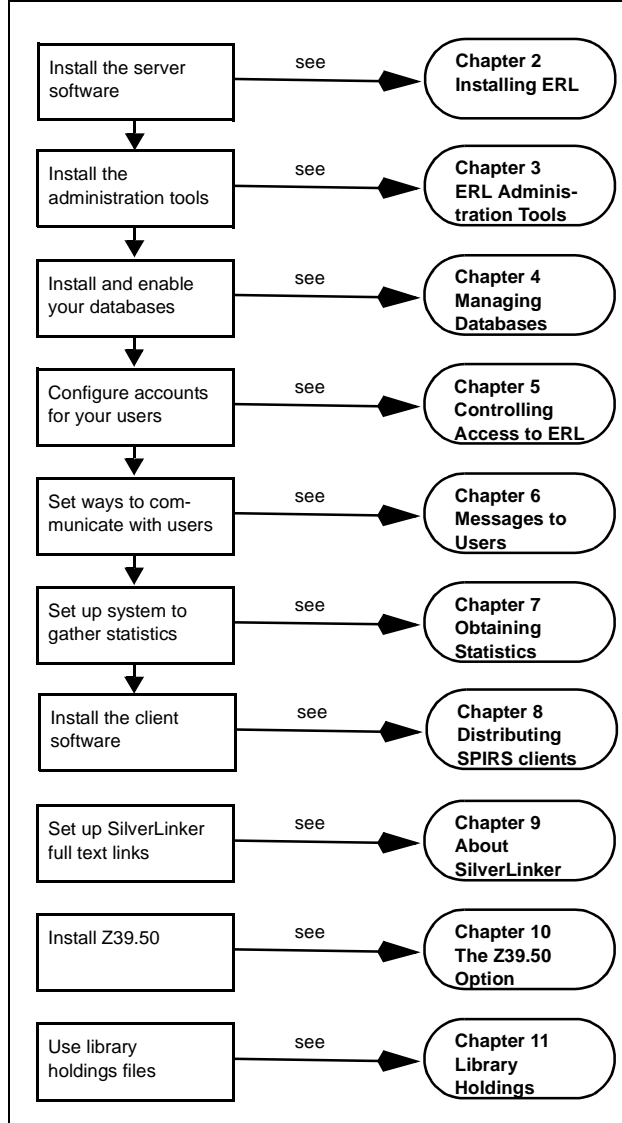 Install the server
software
see
Chapter 2
Installing ERL
Install the
administration tools
see
Chapter 3
ERL Adminis-
tration Tools
Install and enable
your databases
see
Chapter 4
Managing
Databases
Configure accounts
for your users
see
Chapter 5
Controlling
Access to ERL
Set ways to com-
municate with users
see
Chapter 6
Messages to
Users
Set up system to
gather statistics
see
Chapter 7
Obtaining
Statistics
Install the client
software
see
Chapter 8
Distributing
SPIRS clients
Set up SilverLinker
full text links
see
Chapter 9
About
SilverLinker
Install Z39.50
see
Chapter 10
The Z39.50
Option
Use library
holdings files
see
Chapter 11
Library
Holdings